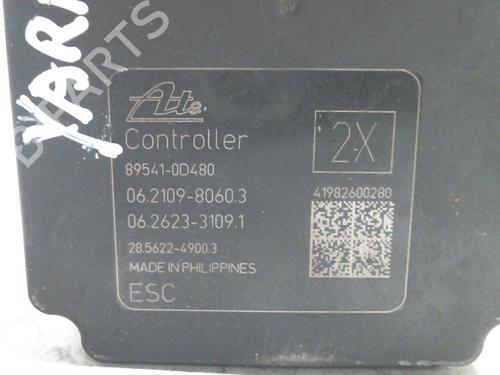 Ate
Controller
2X
89541-0D480
06.2109-8060.3
41982600280
06.2623-3109.1
28.5622-4900.3
MADE IN PHILIPPINES
ESC